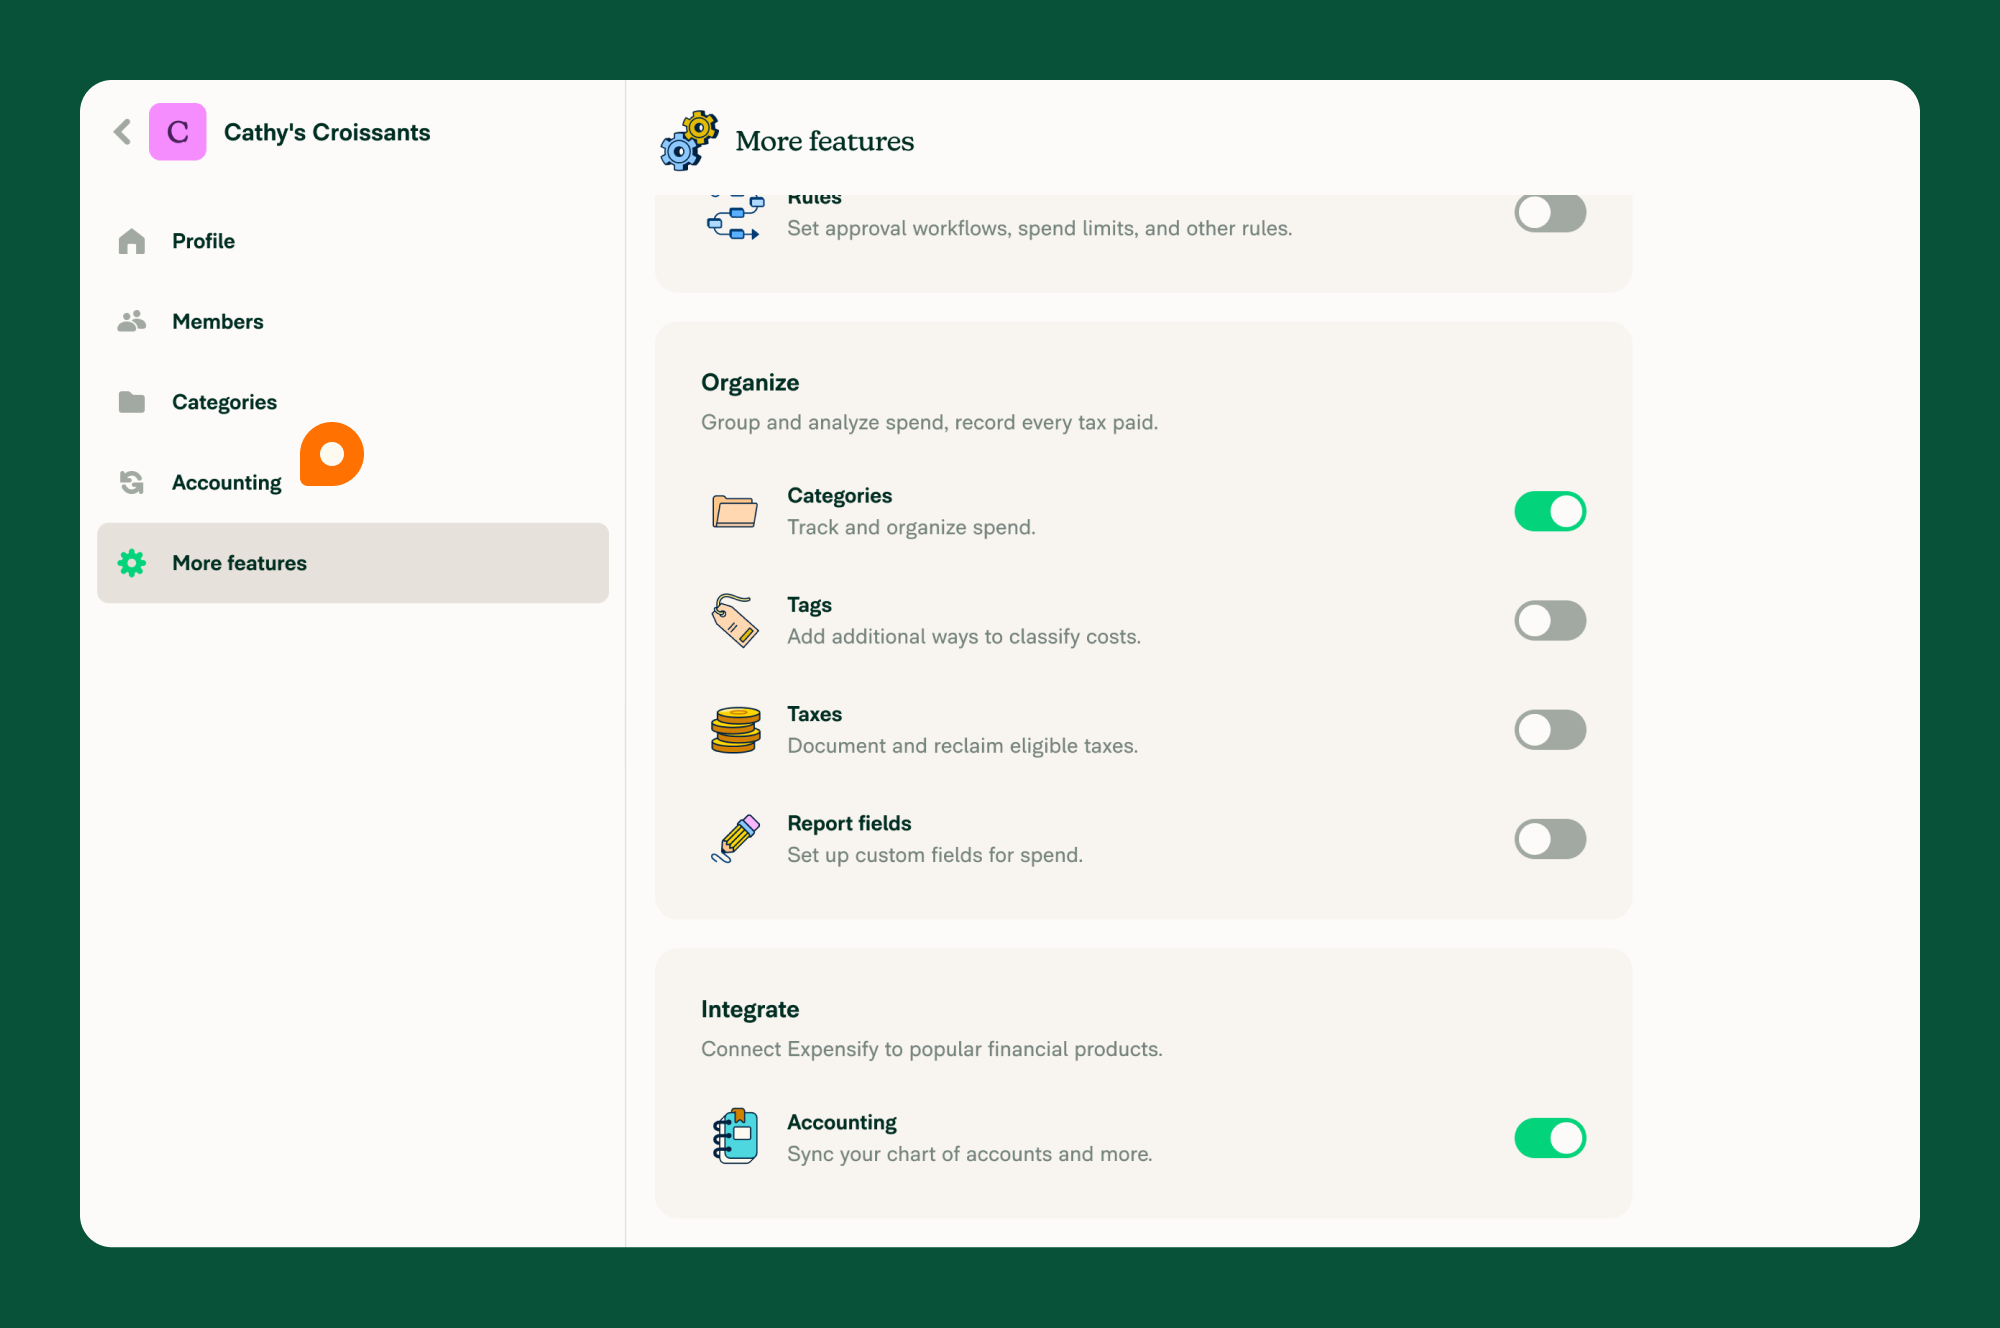 C
Cathy's Croissants
Profile
Members
Categories
Accounting
More features
More features
Rules
Set approval workflows, spend limits, and other rules.
Organize
Group and analyze spend, record every tax paid.
Categories
Track and organize spend.
Tags
Add additional ways to classify costs.
Taxes
Document and reclaim eligible taxes.
Report fields
Set up custom fields for spend.
Integrate
Connect Expensify to popular financial products.
Accounting
Sync your chart of accounts and more.